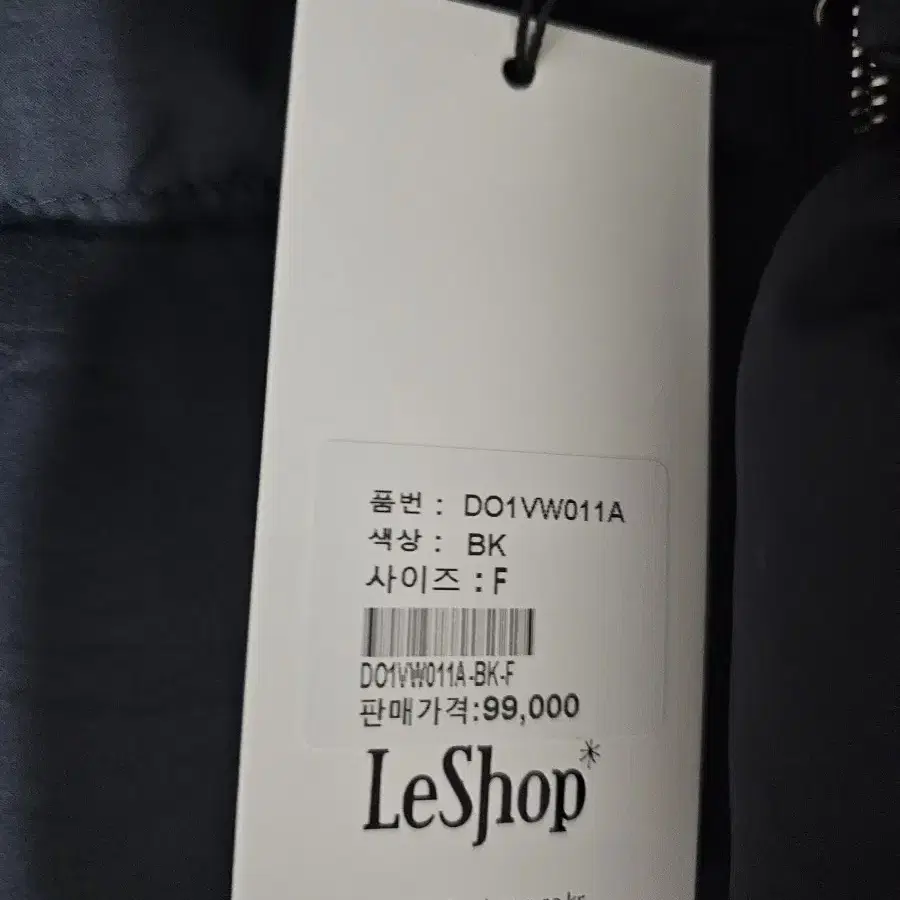 품번 : DO1VW011A
색상 : BK
사이즈 : F
DO1VW011A-BK-F
판매가격:99,000
LeShop*